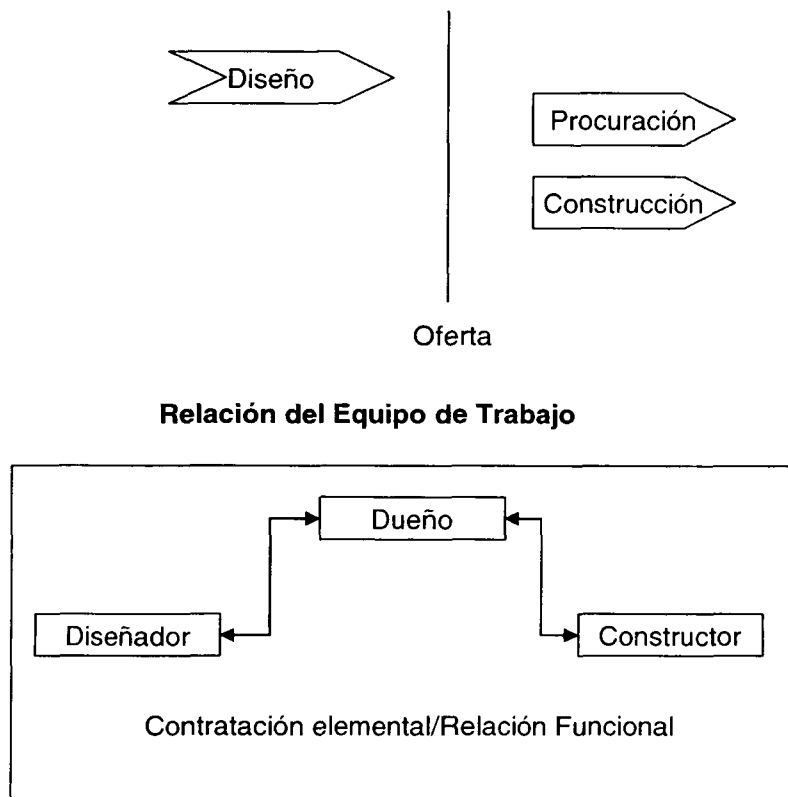 Diseño
Procuración
Construcción
Oferta
Relación del Equipo de Trabajo
Dueño
Diseñador
Constructor
Contratación elemental/Relación Funcional